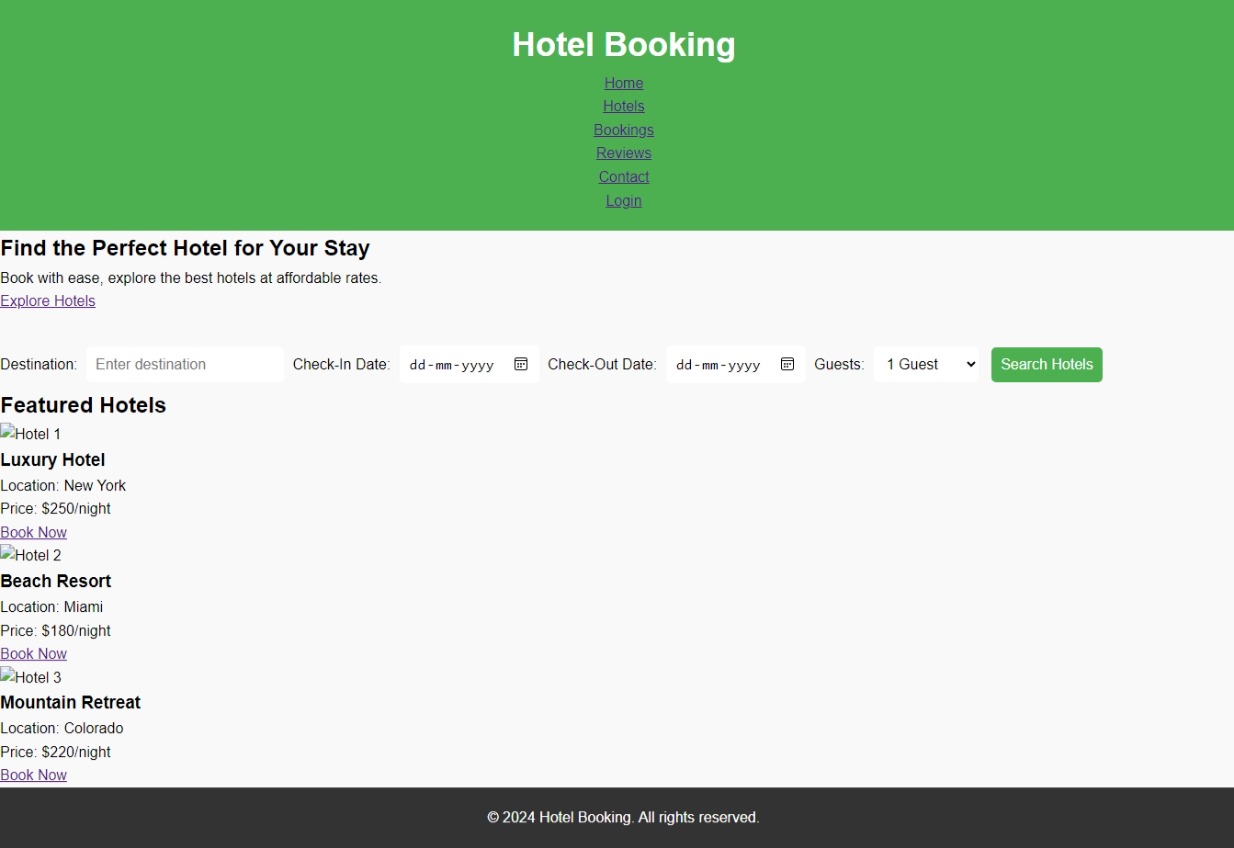 Hotel Booking
Home
Hotels
Bookings
Reviews
Contact
Login
Find the Perfect Hotel for Your Stay
Book with ease, explore the best hotels at affordable rates.
Explore Hotels
Destination: Enter destination Check-In Date: dd-mm-yyyy Check-Out Date: dd-mm-yyyy Guests: 1 Guest Search Hotels
Featured Hotels
Hotel 1
Luxury Hotel
Location: New York
Price: $250/night
Book Now
Hotel 2
Beach Resort
Location: Miami
Price: $180/night
Book Now
Hotel 3
Mountain Retreat
Location: Colorado
Price: $220/night
Book Now
© 2024 Hotel Booking. All rights reserved.